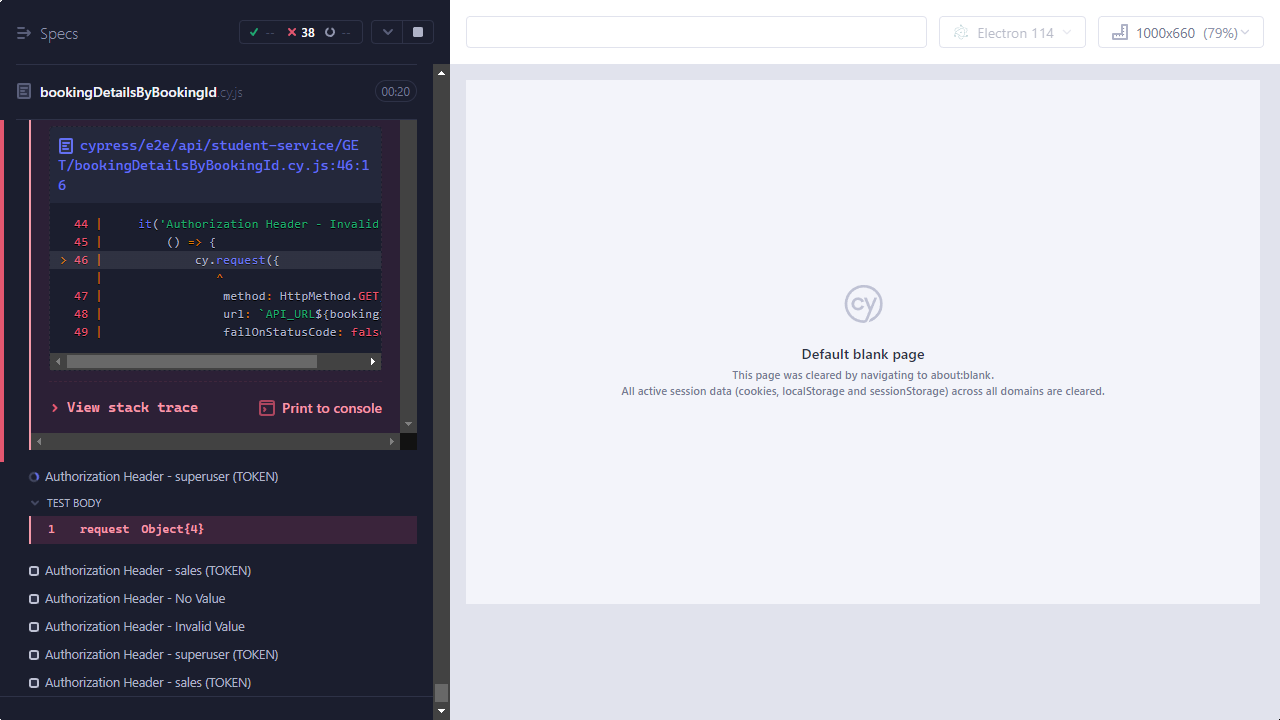 Specs
-- 38 --
Electron 114
1000x660 (79%)
bookingDetailsByBookingId.cy.js
00:20
cypress/e2e/api/student-service/GE
T/bookingDetailsByBookingId.cy.js:46:1
6
44 | it('Authorization Header - Invalid
45 | () => {
> 46 | cy.request({
| ^
47 | method: HttpMethod.GET
48 | url: `API_URL${booking
49 | failOnStatusCode: false
View stack trace
Print to console
Authorization Header - superuser (TOKEN)
TEST BODY
1 request Object{4}
Authorization Header - sales (TOKEN)
Authorization Header - No Value
Authorization Header - Invalid Value
Authorization Header - superuser (TOKEN)
Authorization Header - sales (TOKEN)
cy
Default blank page
This page was cleared by navigating to about:blank.
All active session data (cookies, localStorage and sessionStorage) across all domains are cleared.